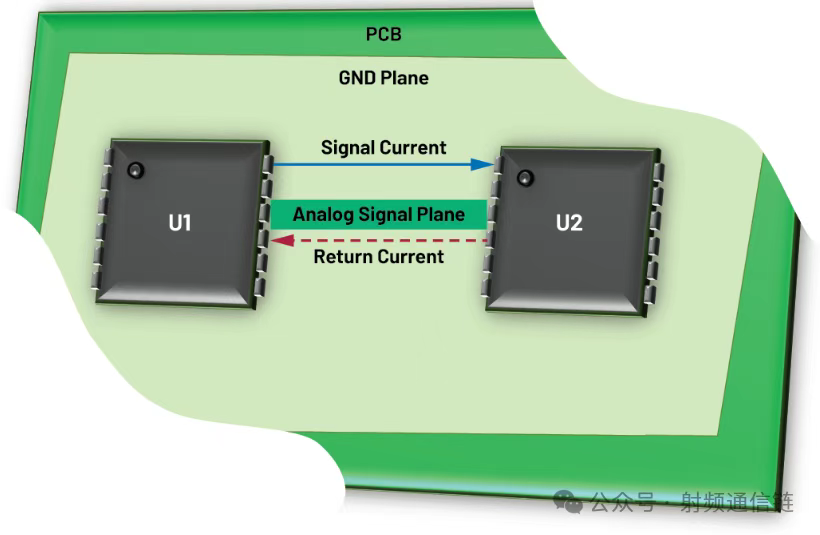 PCB
GND Plane
Signal Current
U1
Analog Signal Plane
U2
Return Current
公众号 · 射频通信链